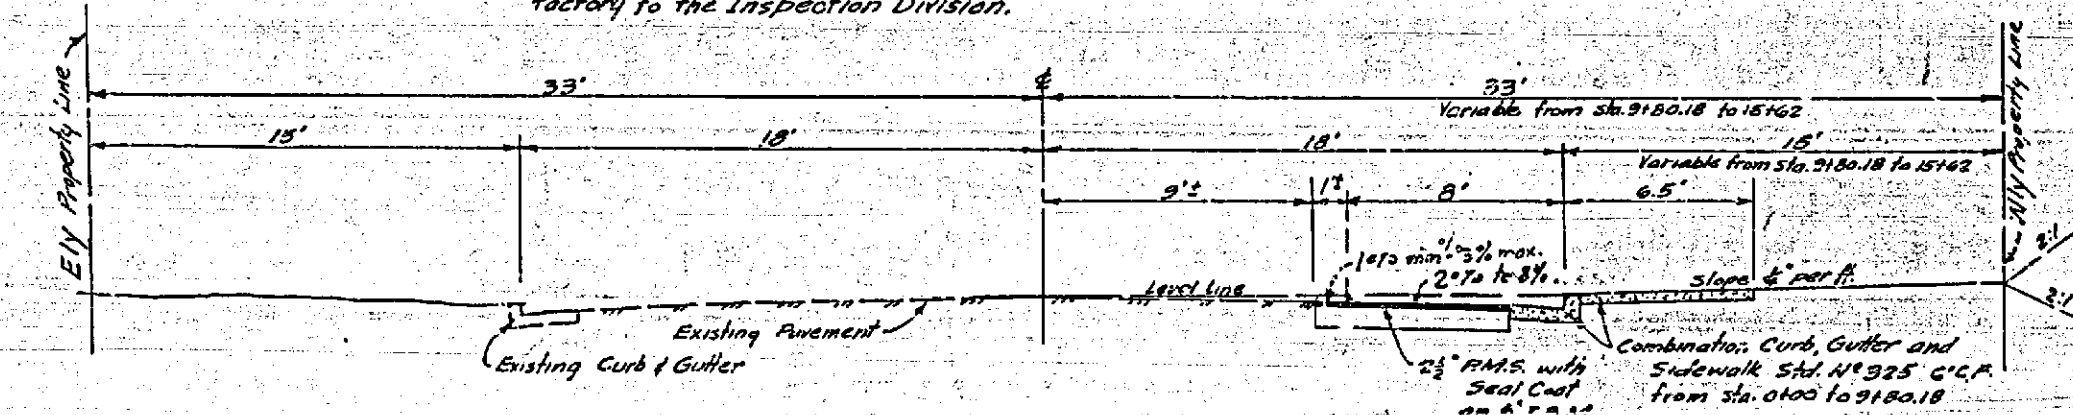 factory to the Inspection Division.
Ely Property Line
33'
33'
Variable from Sta. 9+80.18 to 15+62
15'
18'
18'
15'
Variable from Sta. 9+80.18 to 15+62
9'±
1'±
8'
6.5'
Nly Property Line
2:1
2:1
1% min - 3% max.
2% to 8%
Level Line
Slope ¼" per ft.
Existing Pavement
Existing Curb & Gutter
2½" P.M.S. with
Seal Coat
Combination Curb, Gutter and
Sidewalk Std. Nº 925
from sta. 0+00 to 9+80.18